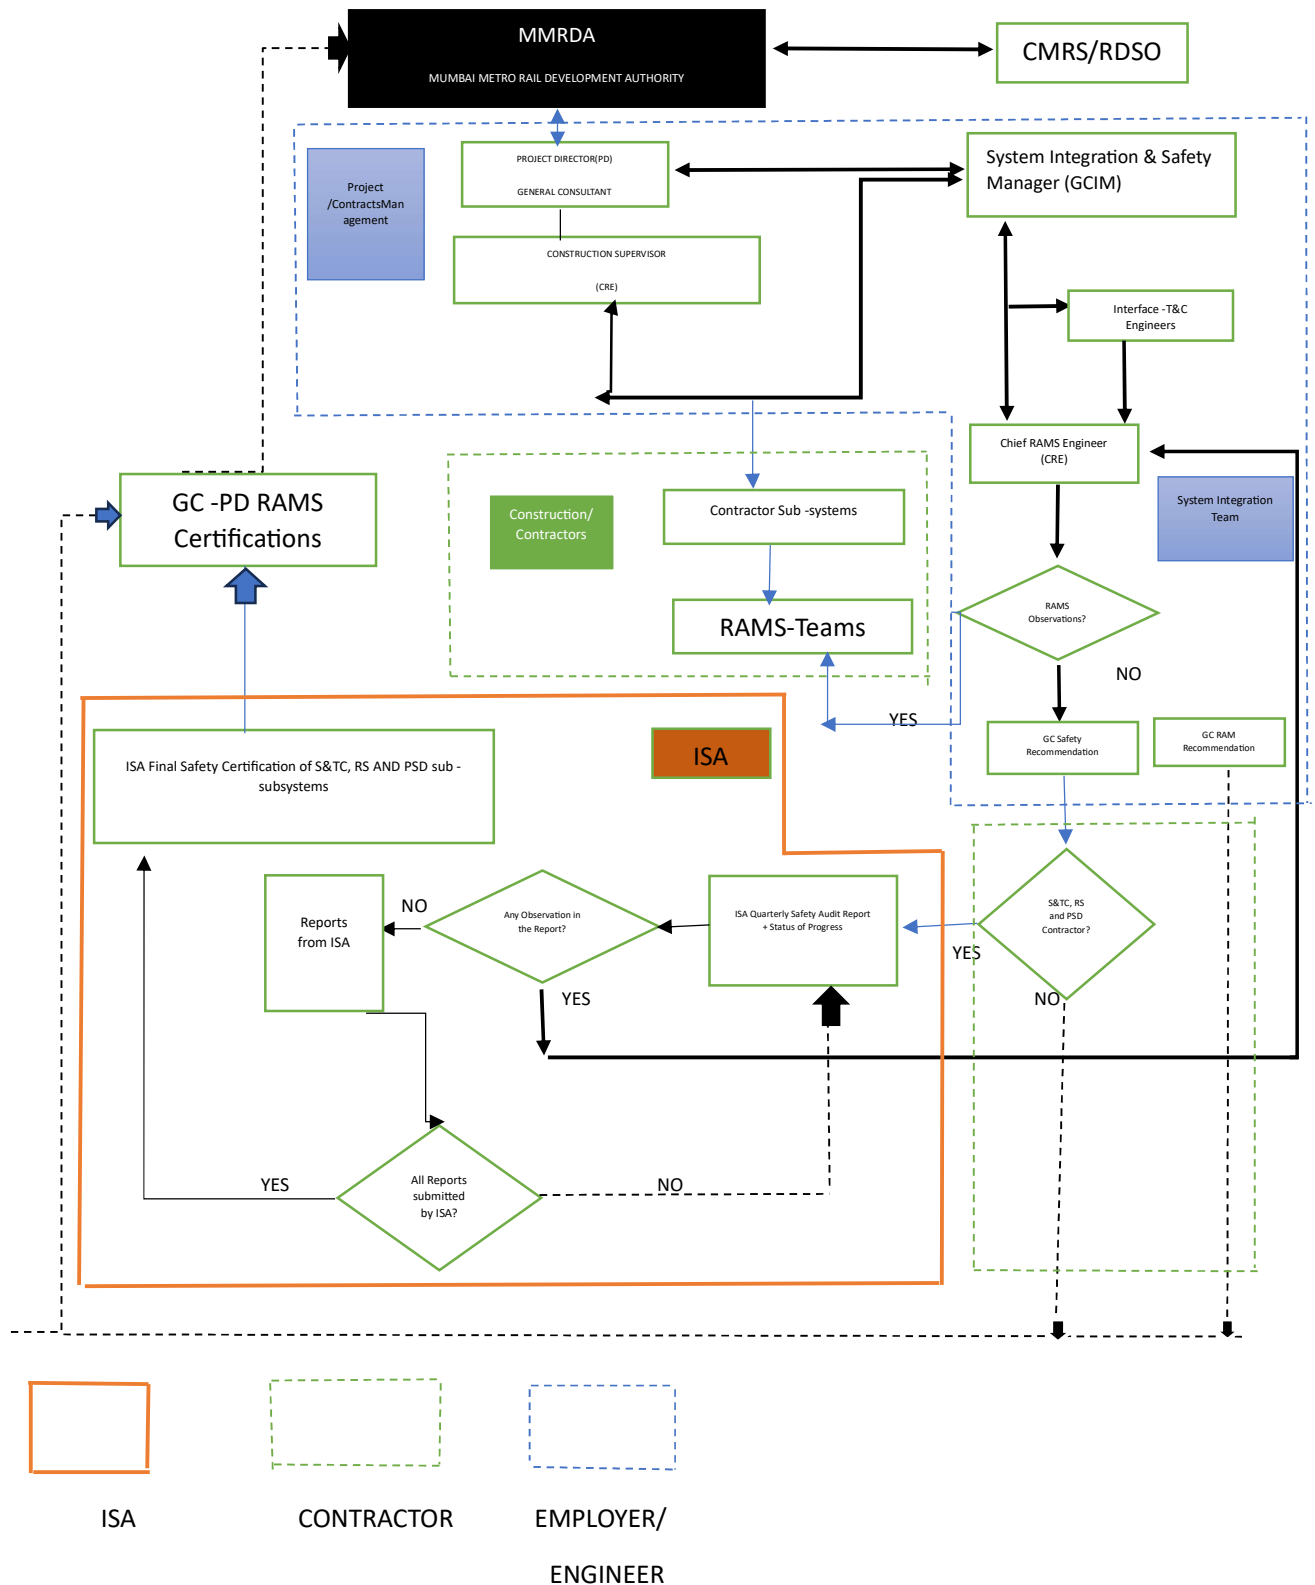 MMRDA
MUMBAI METRO RAIL DEVELOPMENT AUTHORITY
CMRS/RDSO
Project
/ContractsMan
agement
PROJECT DIRECTOR(PD)
GENERAL CONSULTANT
System Integration & Safety
Manager (GCIM)
CONSTRUCTION SUPERVISOR
(CRE)
Interface -T&C
Engineers
Chief RAMS Engineer
(CRE)
GC -PD RAMS
Certifications
Construction/
Contractors
Contractor Sub -systems
System Integration
Team
RAMS-Teams
RAMS
Observations?
NO
YES
GC Safety
Recommendation
GC RAM
Recommendation
ISA
ISA Final Safety Certification of S&TC, RS AND PSD sub -
subsystems
Reports
from ISA
NO
Any Observation in
the Report?
YES
ISA Quarterly Safety Audit Report
+ Status of Progress
YES
S&TC, RS
and PSD
Contractor?
NO
YES
All Reports
submitted
by ISA?
NO
ISA
CONTRACTOR
EMPLOYER/
ENGINEER